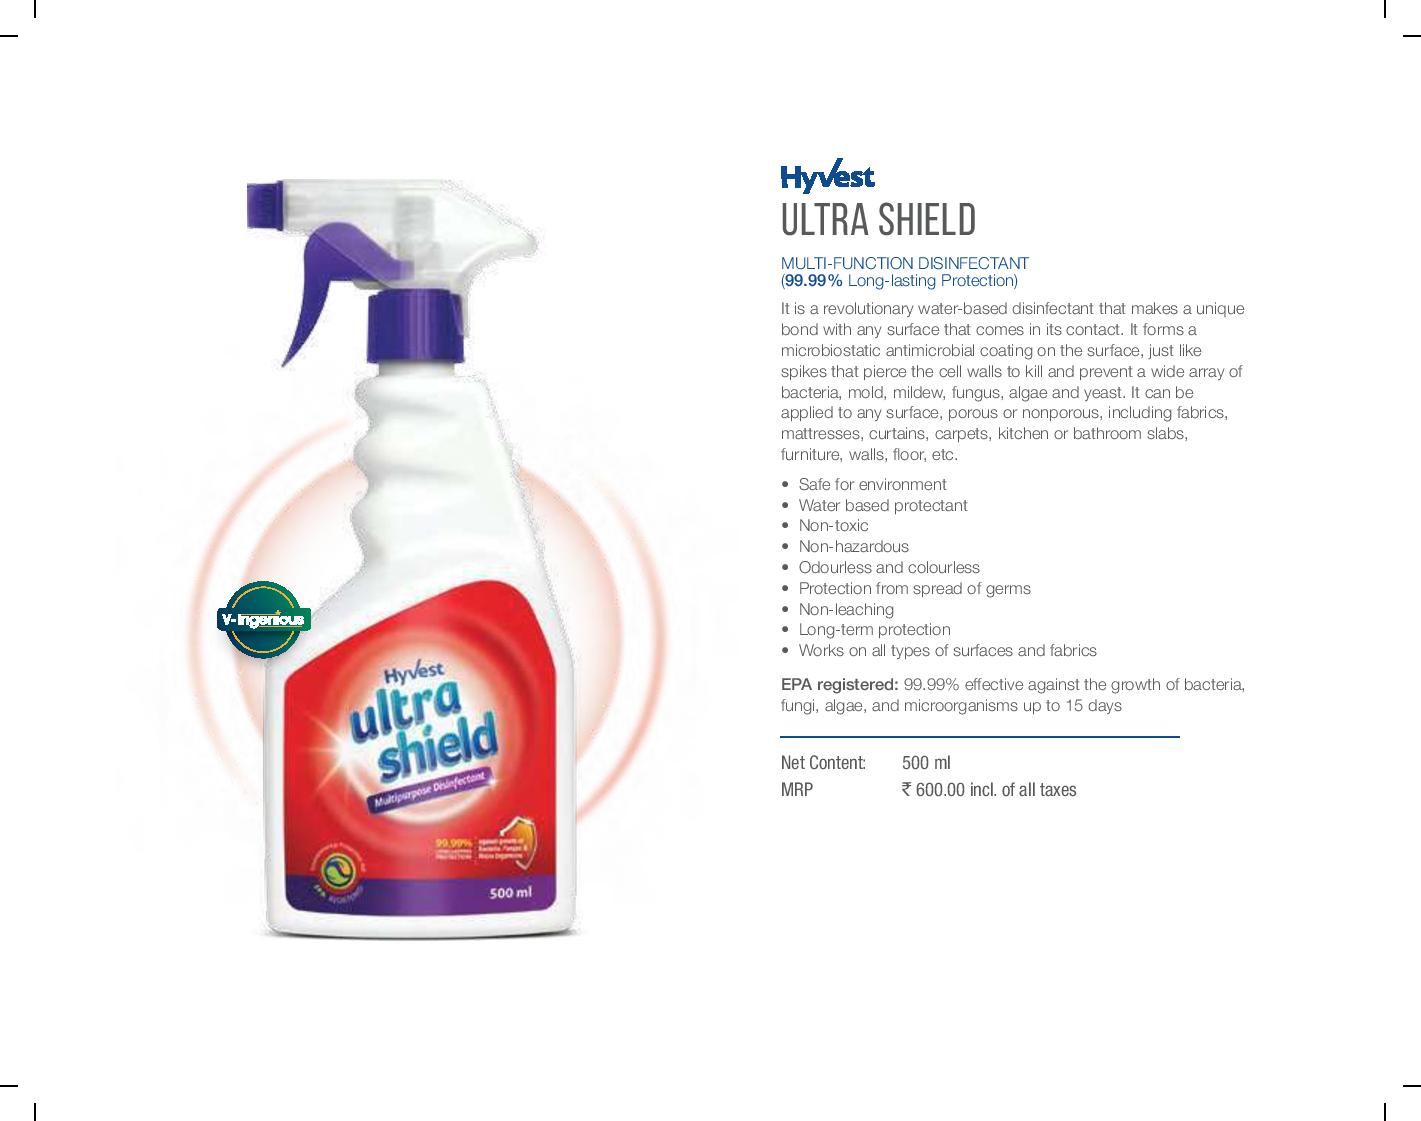 Hyvest
ULTRA SHIELD
MULTI-FUNCTION DISINFECTANT
(99.99% Long-lasting Protection)
It is a revolutionary water-based disinfectant that makes a unique
bond with any surface that comes in its contact. It forms a
microbiostatic antimicrobial coating on the surface, just like
spikes that pierce the cell walls to kill and prevent a wide array of
bacteria, mold, mildew, fungus, algae and yeast. It can be
applied to any surface, porous or nonporous, including fabrics,
mattresses, curtains, carpets, kitchen or bathroom slabs,
furniture, walls, floor, etc.
• Safe for environment
• Water based protectant
• Non-toxic
• Non-hazardous
• Odourless and colourless
• Protection from spread of germs
• Non-leaching
• Long-term protection
• Works on all types of surfaces and fabrics
EPA registered: 99.99% effective against the growth of bacteria,
fungi, algae, and microorganisms up to 15 days
Net Content: 500 ml
MRP ₹ 600.00 incl. of all taxes
V-Ingenious
Hyvest
ultra
shield
Multipurpose Disinfectant
99.99%
PROTECTION
500 ml